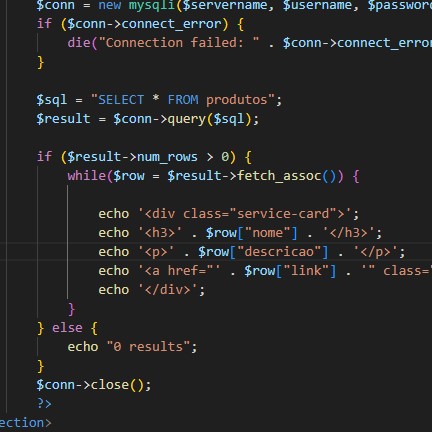 $conn = new mysqli($servername, $username, $password
if ($conn->connect_error) {
die("Connection failed: " . $conn->connect_error
}
$sql = "SELECT * FROM produtos";
$result = $conn->query($sql);
if ($result->num_rows > 0) {
while($row = $result->fetch_assoc()) {
echo '<div class="service-card">';
echo '<h3>' . $row["nome"] . '</h3>';
echo '<p>' . $row["descricao"] . '</p>';
echo '<a href="' . $row["link"] . '" class=
echo '</div>';
}
} else {
echo "0 results";
}
$conn->close();
?>
ection>